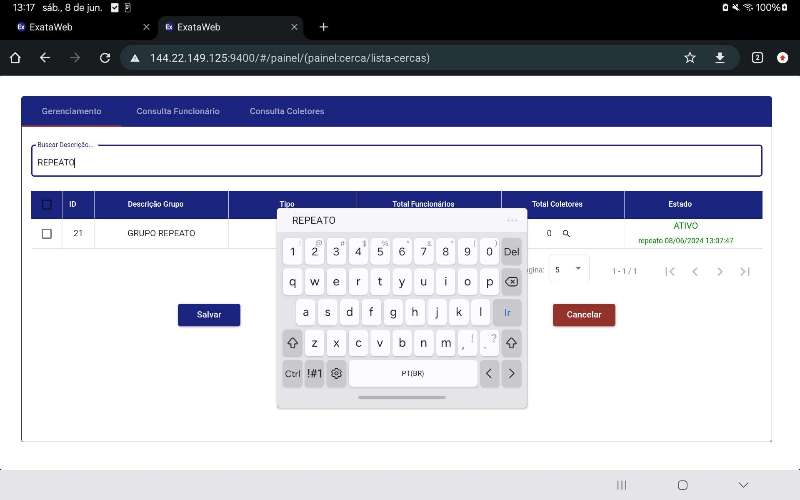 13:17 sáb., 8 de jun. 100%
ExataWeb ExataWeb
144.22.149.125:9400/#/painel/(painel:cerca/lista-cercas) 2
Gerenciamento Consulta Funcionário Consulta Coletores
Buscar Descrição...
REPEATO
ID Descrição Grupo Tipo Total Funcionários Total Coletores Estado
21 GRUPO REPEATO 0 ATIVO
repeato 08/06/2024 13:07:47
REPEATO ...
1 2 3 4 5 6 7 8 9 0 Del
gina: 5 1 - 1 / 1
q w e r t y u i o p
a s d f g h j k l Ir
z x c v b n m , ! . ?
Ctrl !#1 PT(BR) < >
Salvar Cancelar